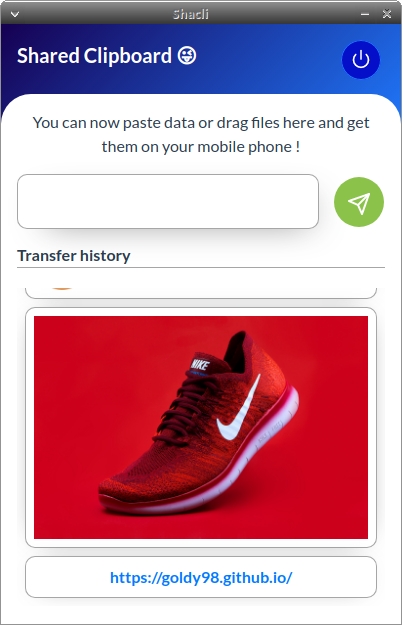 Shacli
Shared Clipboard 😜
You can now paste data or drag files here and get
them on your mobile phone !
Transfer history
NIKE
https://goldy98.github.io/